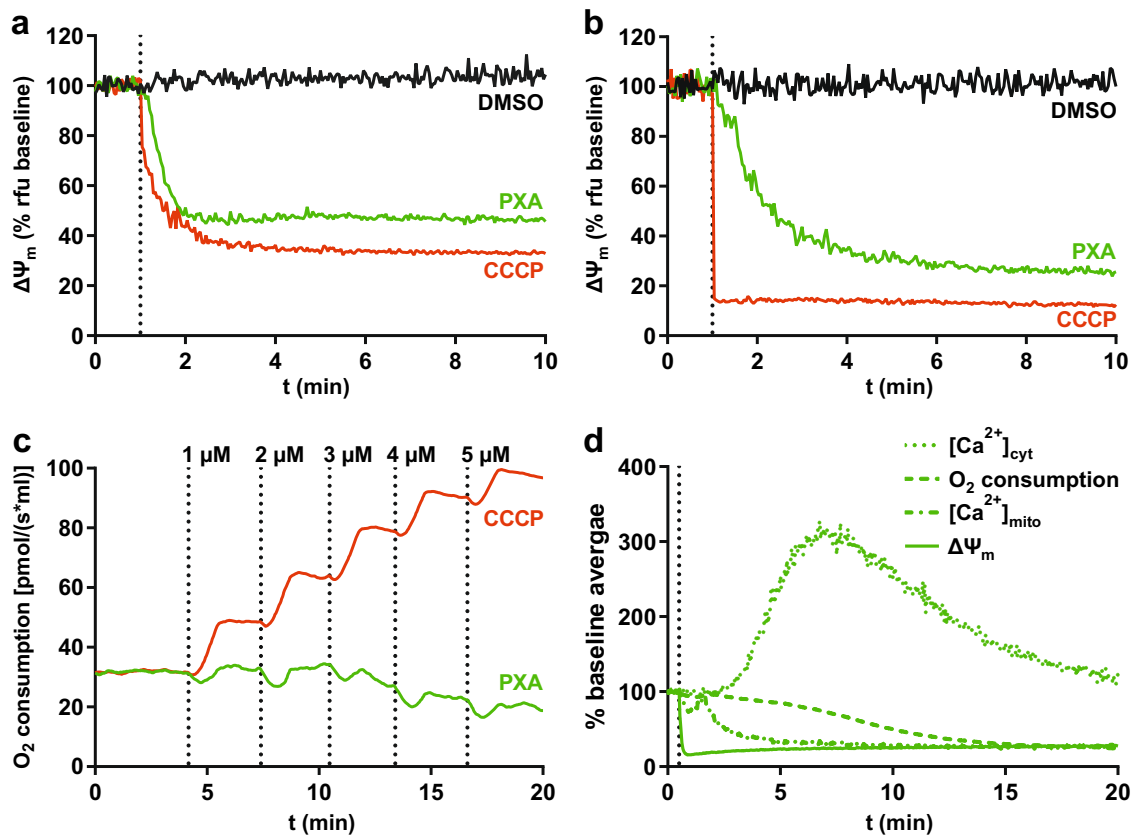 a
120
100
80
60
40
20
0
ΔΨm (% rfu baseline)
DMSO
PXA
CCCP
0 2 4 6 8 10
t (min)
b
120
100
80
60
40
20
0
ΔΨm (% rfu baseline)
DMSO
PXA
CCCP
0 2 4 6 8 10
t (min)
c
1 μM 2 μM 3 μM 4 μM 5 μM
100
80
60
40
20
0
O2 consumption [pmol/(s*ml)]
CCCP
PXA
0 5 10 15 20
t (min)
d
[Ca2+]cyt
O2 consumption
[Ca2+]mito
ΔΨm
400
300
200
100
0
% baseline avergae
0 5 10 15 20
t (min)